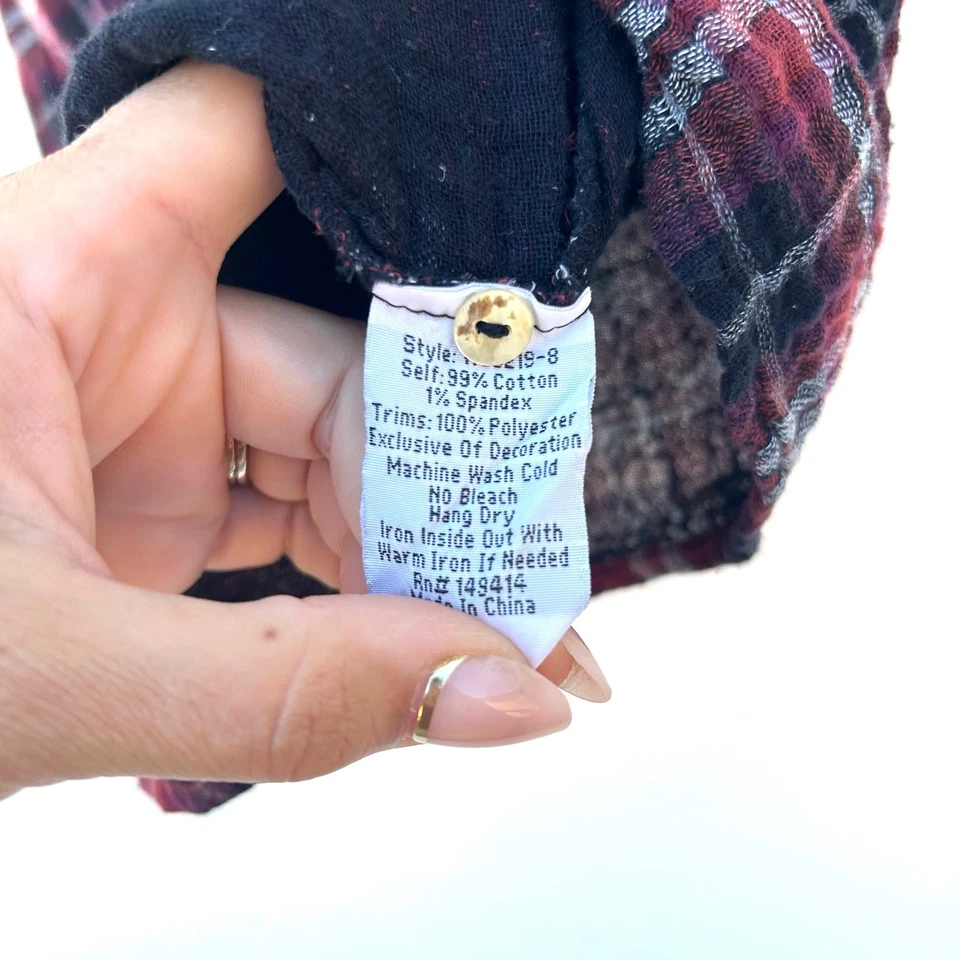 Style:
Self: 99% Cotton
1% Spandex
Trims: 100% Polyester
Exclusive Of Decoration
Machine Wash Cold
No Bleach
Hang Dry
Iron Inside Out With
Warm Iron If Needed
Rn# 149414
Made In China